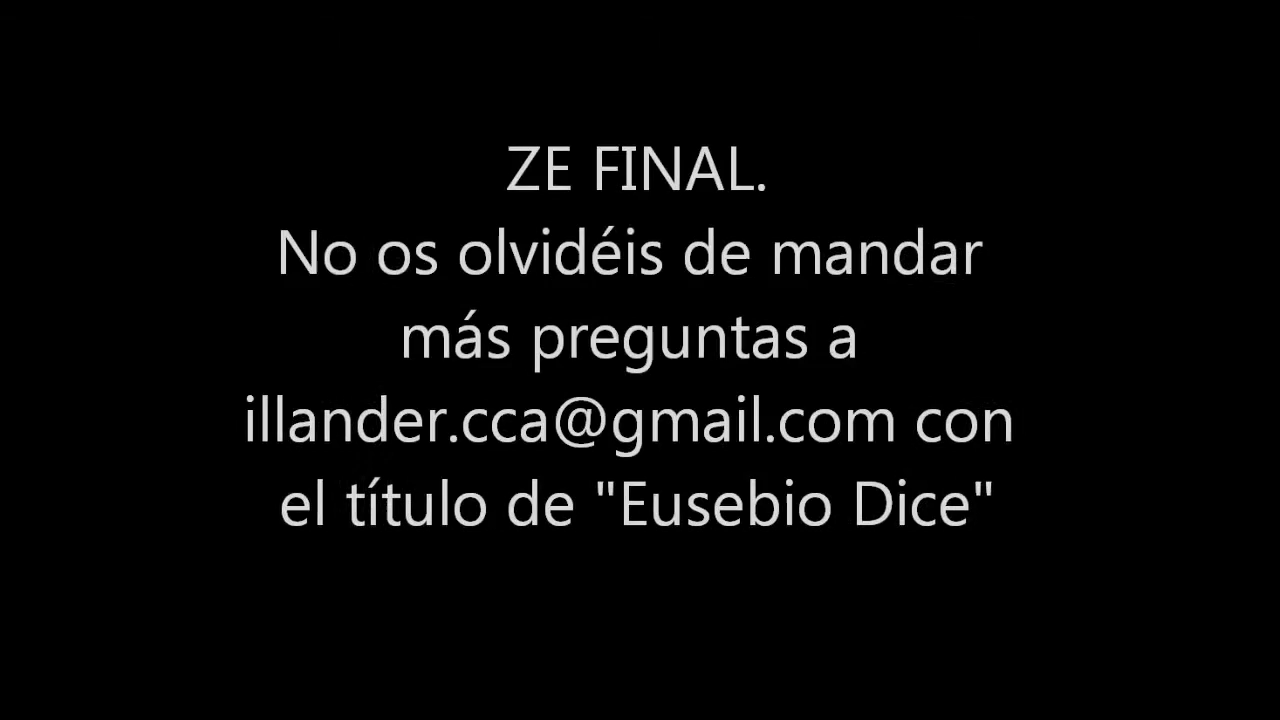 ZE FINAL.
No os olvidéis de mandar
más preguntas a
illander.cca@gmail.com con
el título de "Eusebio Dice"